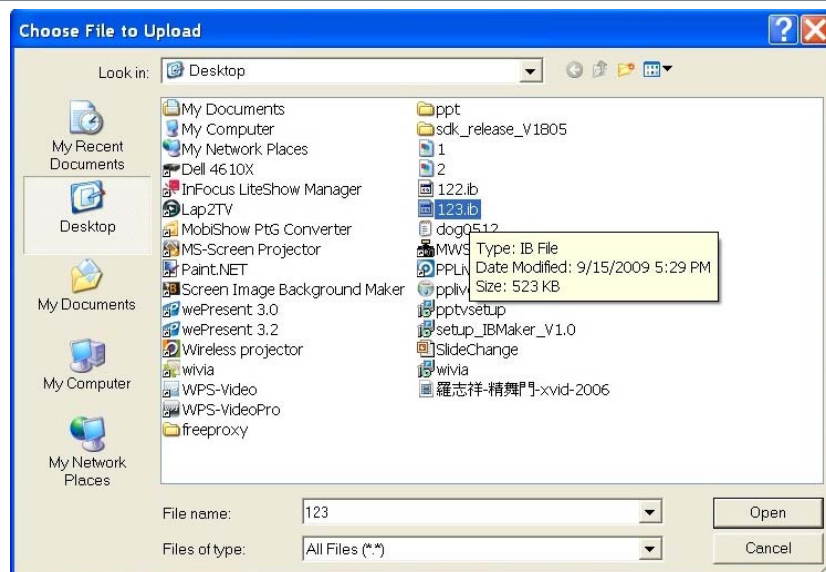 Choose File to Upload
Look in:
Desktop
My Recent
Documents
Desktop
My Documents
My Computer
My Network
Places
My Documents
My Computer
My Network Places
Dell 4610X
InFocus LiteShow Manager
Lap2TV
MobiShow PtG Converter
MS-Screen Projector
Paint.NET
Screen Image Background Maker
wePresent 3.0
wePresent 3.2
Wireless projector
wivia
WPS-Video
WPS-VideoPro
freeproxy
ppt
sdk_release_V1805
1
2
122.ib
123.ib
dog0512
Type: IB File
Date Modified: 9/15/2009 5:29 PM
Size: 523 KB
pptvsetup
setup_IBMaker_V1.0
SlideChange
wivia
羅志祥-精舞門-xvid-2006
File name:
123
Open
Files of type:
All Files (*.*)
Cancel